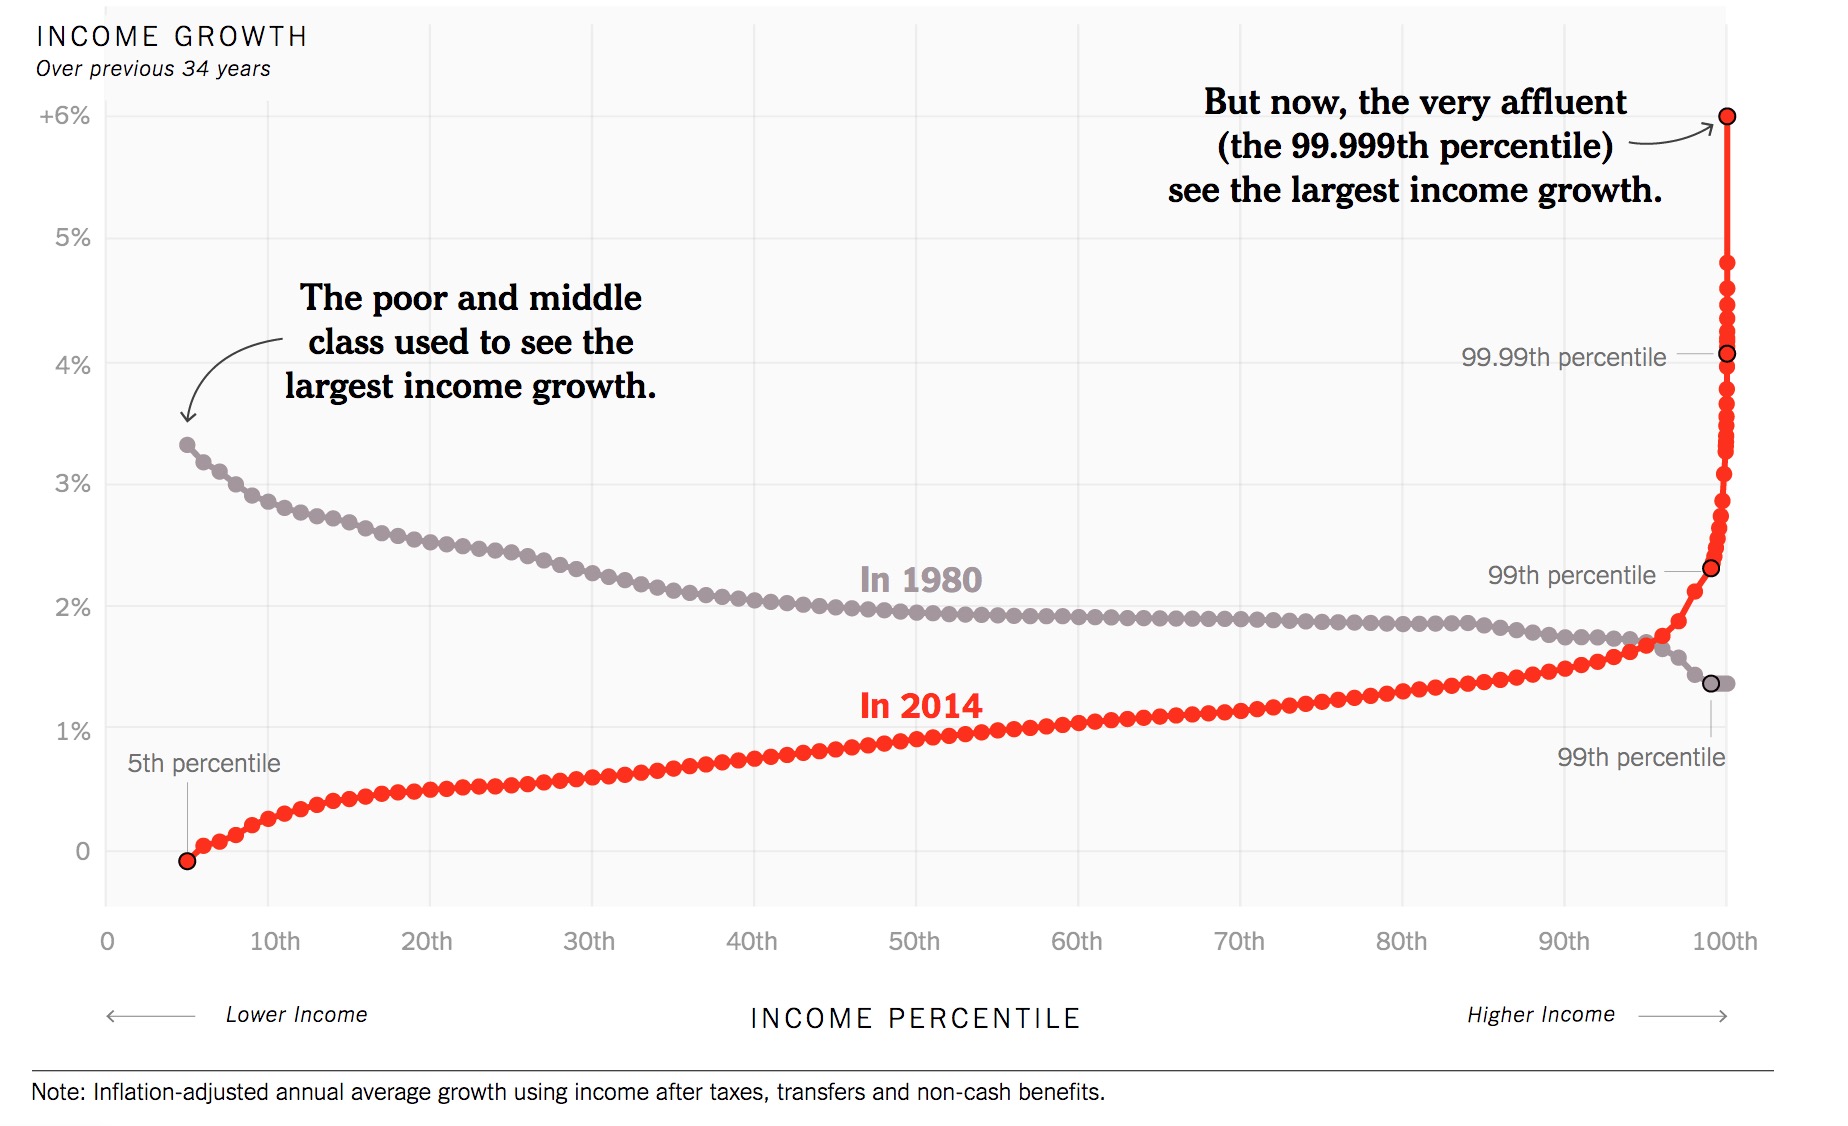 INCOME GROWTH
Over previous 34 years
+6%
5%
4%
3%
2%
1%
0
But now, the very affluent
(the 99.999th percentile)
see the largest income growth.
The poor and middle
class used to see the
largest income growth.
99.99th percentile
99th percentile
In 1980
In 2014
5th percentile
99th percentile
0 10th 20th 30th 40th 50th 60th 70th 80th 90th 100th
Lower Income INCOME PERCENTILE Higher Income
Note: Inflation-adjusted annual average growth using income after taxes, transfers and non-cash benefits.